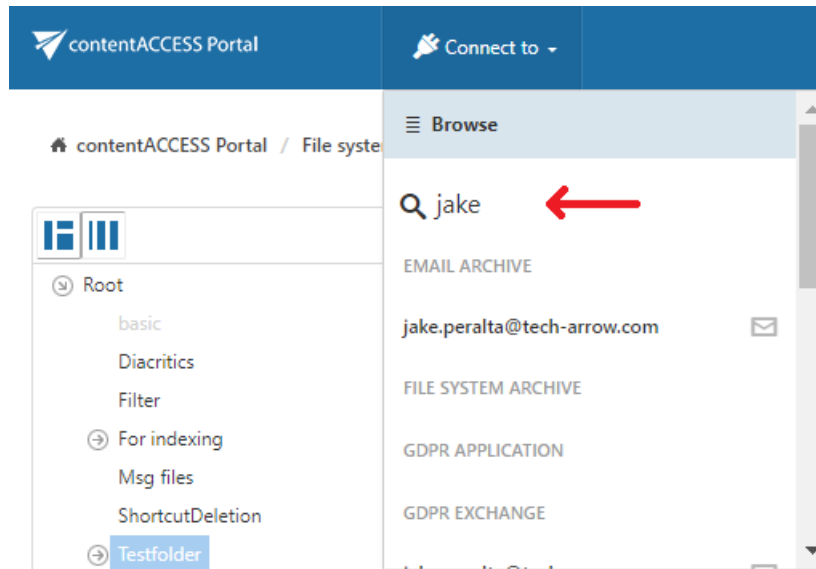 contentACCESS Portal
Connect to
Browse
contentACCESS Portal / File syste
jake
EMAIL ARCHIVE
Root
basic
jake.peralta@tech-arrow.com
Diacritics
FILE SYSTEM ARCHIVE
Filter
For indexing
GDPR APPLICATION
Msg files
ShortcutDeletion
GDPR EXCHANGE
Testfolder